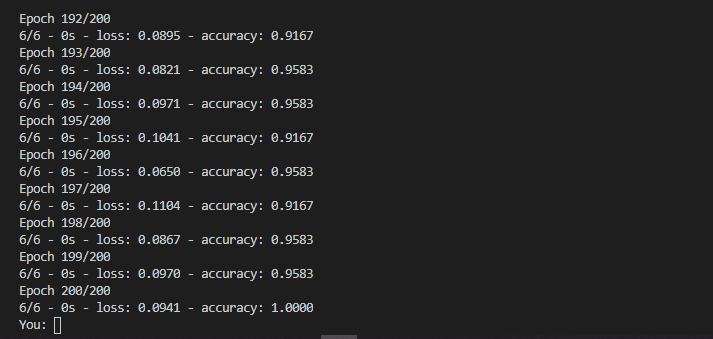 Epoch 192/200
6/6 - 0s - loss: 0.0895 - accuracy: 0.9167
Epoch 193/200
6/6 - 0s - loss: 0.0821 - accuracy: 0.9583
Epoch 194/200
6/6 - 0s - loss: 0.0971 - accuracy: 0.9583
Epoch 195/200
6/6 - 0s - loss: 0.1041 - accuracy: 0.9167
Epoch 196/200
6/6 - 0s - loss: 0.0650 - accuracy: 0.9583
Epoch 197/200
6/6 - 0s - loss: 0.1104 - accuracy: 0.9167
Epoch 198/200
6/6 - 0s - loss: 0.0867 - accuracy: 0.9583
Epoch 199/200
6/6 - 0s - loss: 0.0970 - accuracy: 0.9583
Epoch 200/200
6/6 - 0s - loss: 0.0941 - accuracy: 1.0000
You: